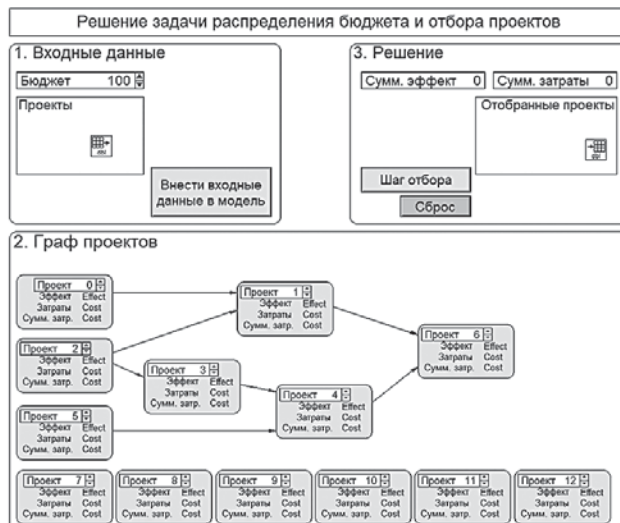 Решение задачи распределения бюджета и отбора проектов
1. Входные данные
Бюджет 100
Проекты
Внести входные
данные в модель
3. Решение
Сумм. эффект 0 Сумм. затраты 0
Отобранные проекты
Шаг отбора
Сброс
2. Граф проектов
Проект 0
Эффект Effect
Затраты Cost
Сумм. затр. Cost
Проект 1
Эффект Effect
Затраты Cost
Сумм. затр. Cost
Проект 2
Эффект Effect
Затраты Cost
Сумм. затр. Cost
Проект 3
Эффект Effect
Затраты Cost
Сумм. затр. Cost
Проект 6
Эффект Effect
Затраты Cost
Сумм. затр. Cost
Проект 4
Эффект Effect
Затраты Cost
Сумм. затр. Cost
Проект 5
Эффект Effect
Затраты Cost
Сумм. затр. Cost
Проект 7
Эффект Effect
Затраты Cost
Сумм. затр. Cost
Проект 8
Эффект Effect
Затраты Cost
Сумм. затр. Cost
Проект 9
Эффект Effect
Затраты Cost
Сумм. затр. Cost
Проект 10
Эффект Effect
Затраты Cost
Сумм. затр. Cost
Проект 11
Эффект Effect
Затраты Cost
Сумм. затр. Cost
Проект 12
Эффект Effect
Затраты Cost
Сумм. затр. Cost